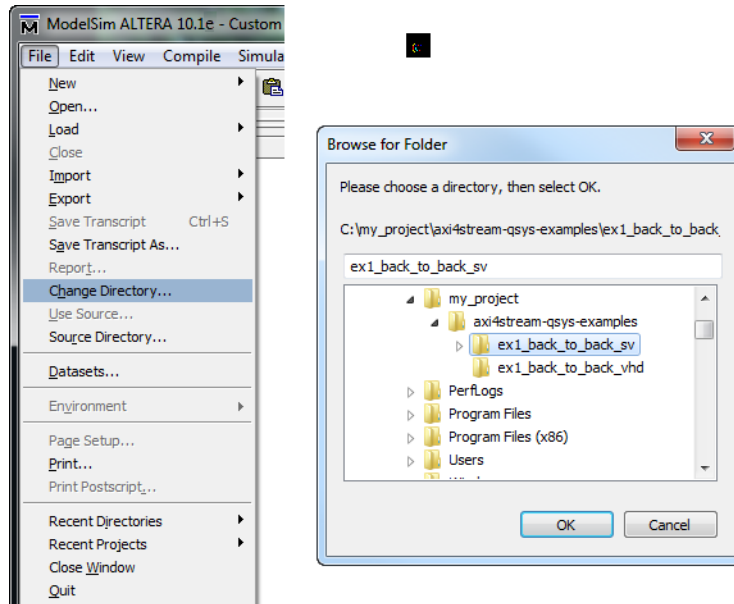 ModelSim ALTERA 10.1e - Custom
File Edit View Compile Simula
New
Open...
Load
Close
Import
Export
Save Transcript Ctrl+S
Save Transcript As...
Report...
Change Directory...
Use Source...
Source Directory...
Datasets...
Environment
Page Setup...
Print...
Print Postscript...
Recent Directories
Recent Projects
Close Window
Quit
Browse for Folder
Please choose a directory, then select OK.
C:\my_project\axi4stream-qsys-examples\ex1_back_to_back_
ex1_back_to_back_sv
my_project
axi4stream-qsys-examples
ex1_back_to_back_sv
ex1_back_to_back_vhd
PerfLogs
Program Files
Program Files (x86)
Users
OK Cancel